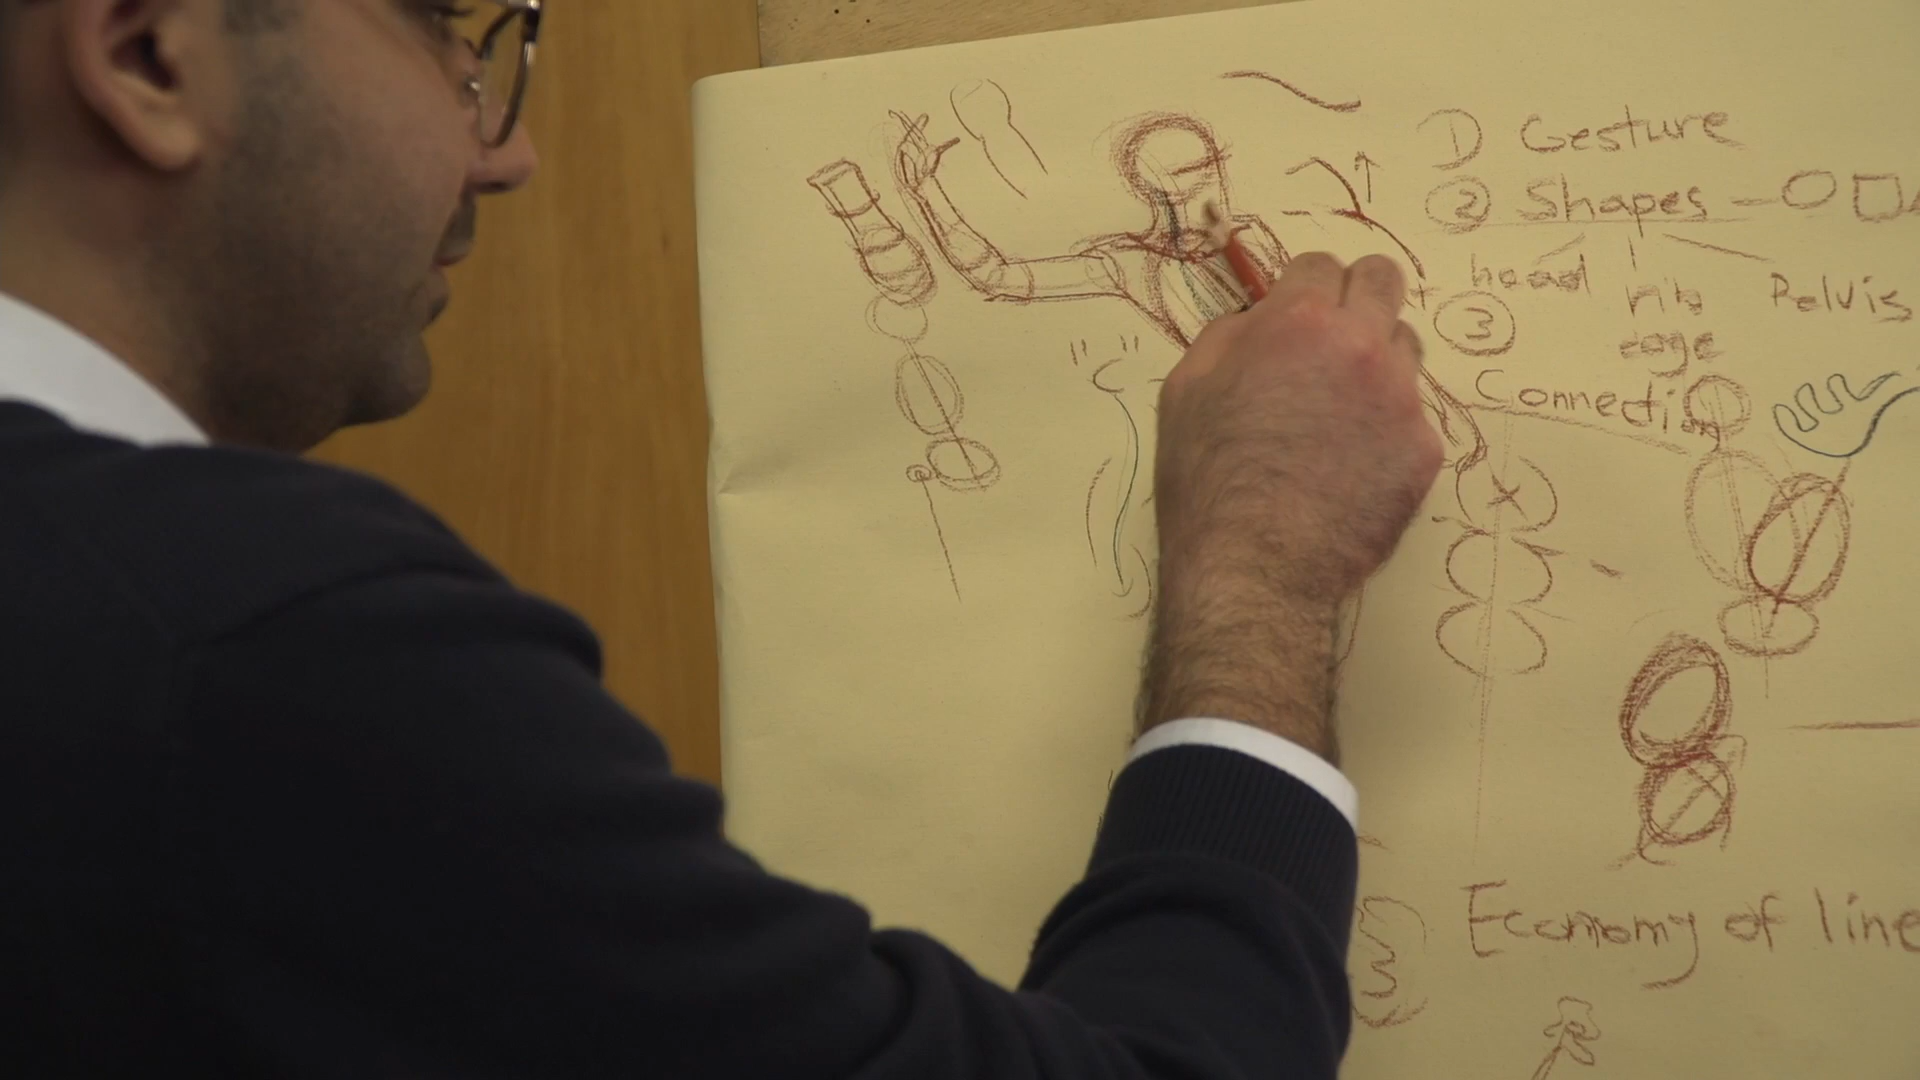 1) Gesture
② Shapes -
head rib cage Pelvis
③ Connection
"C"
Economy of line